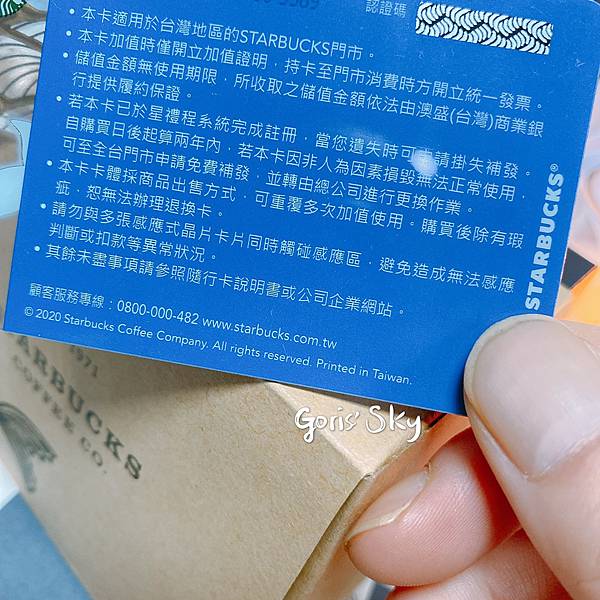 認證碼
• 本卡適用於台灣地區的STARBUCKS門市。
• 本卡加值時僅開立加值證明，持卡至門市消費時方開立統一發票。
• 儲值金額無使用期限，所收取之儲值金額依法由澳盛(台灣)商業銀
行提供履約保證。
• 若本卡已於星禮程系統完成註冊，當您遺失時可申請掛失補發。
自購買日後起算兩年內，若本卡因非人為因素損毀無法正常使用，
可至全台門市申請免費補發，並轉由總公司進行更換作業。
• 本卡卡體採商品出售方式，可重覆多次加值使用。購買後除有瑕
疵，恕無法辦理退換卡。
• 請勿與多張感應式晶片卡片同時觸碰感應區，避免造成無法感應
判斷或扣款等異常狀況。
• 其餘未盡事項請參照隨行卡說明書或公司企業網站。
顧客服務專線：0800-000-482 www.starbucks.com.tw
© 2020 Starbucks Coffee Company. All rights reserved. Printed in Taiwan.
STARBUCKS®
1971
STARBUCKS
COFFEE CO.
Goris' Sky